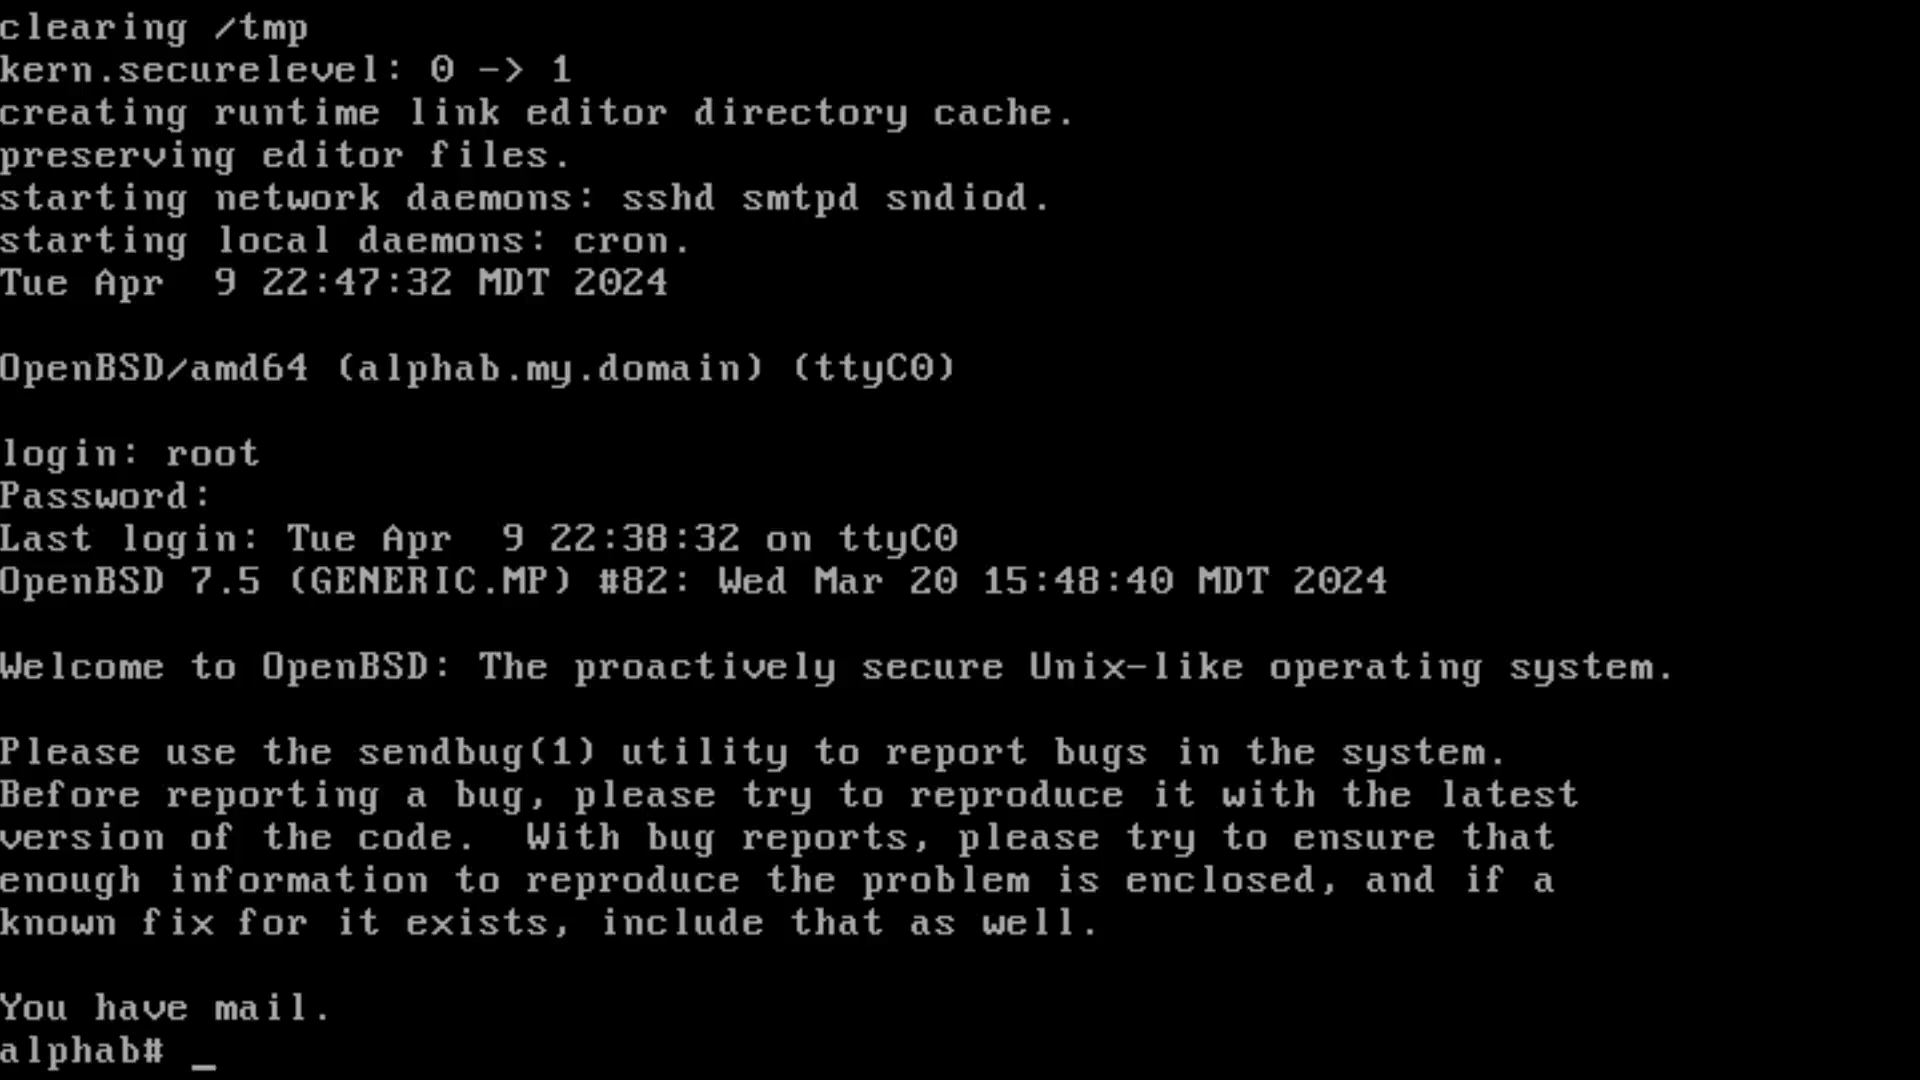 clearing /tmp
kern.securelevel: 0 -> 1
creating runtime link editor directory cache.
preserving editor files.
starting network daemons: sshd smtpd sndiod.
starting local daemons: cron.
Tue Apr  9 22:47:32 MDT 2024
OpenBSD/amd64 (alphab.my.domain) (ttyC0)
login: root
Password:
Last login: Tue Apr  9 22:38:32 on ttyC0
OpenBSD 7.5 (GENERIC.MP) #82: Wed Mar 20 15:48:40 MDT 2024
Welcome to OpenBSD: The proactively secure Unix-like operating system.
Please use the sendbug(1) utility to report bugs in the system.
Before reporting a bug, please try to reproduce it with the latest
version of the code.  With bug reports, please try to ensure that
enough information to reproduce the problem is enclosed, and if a
known fix for it exists, include that as well.
You have mail.
alphab# _